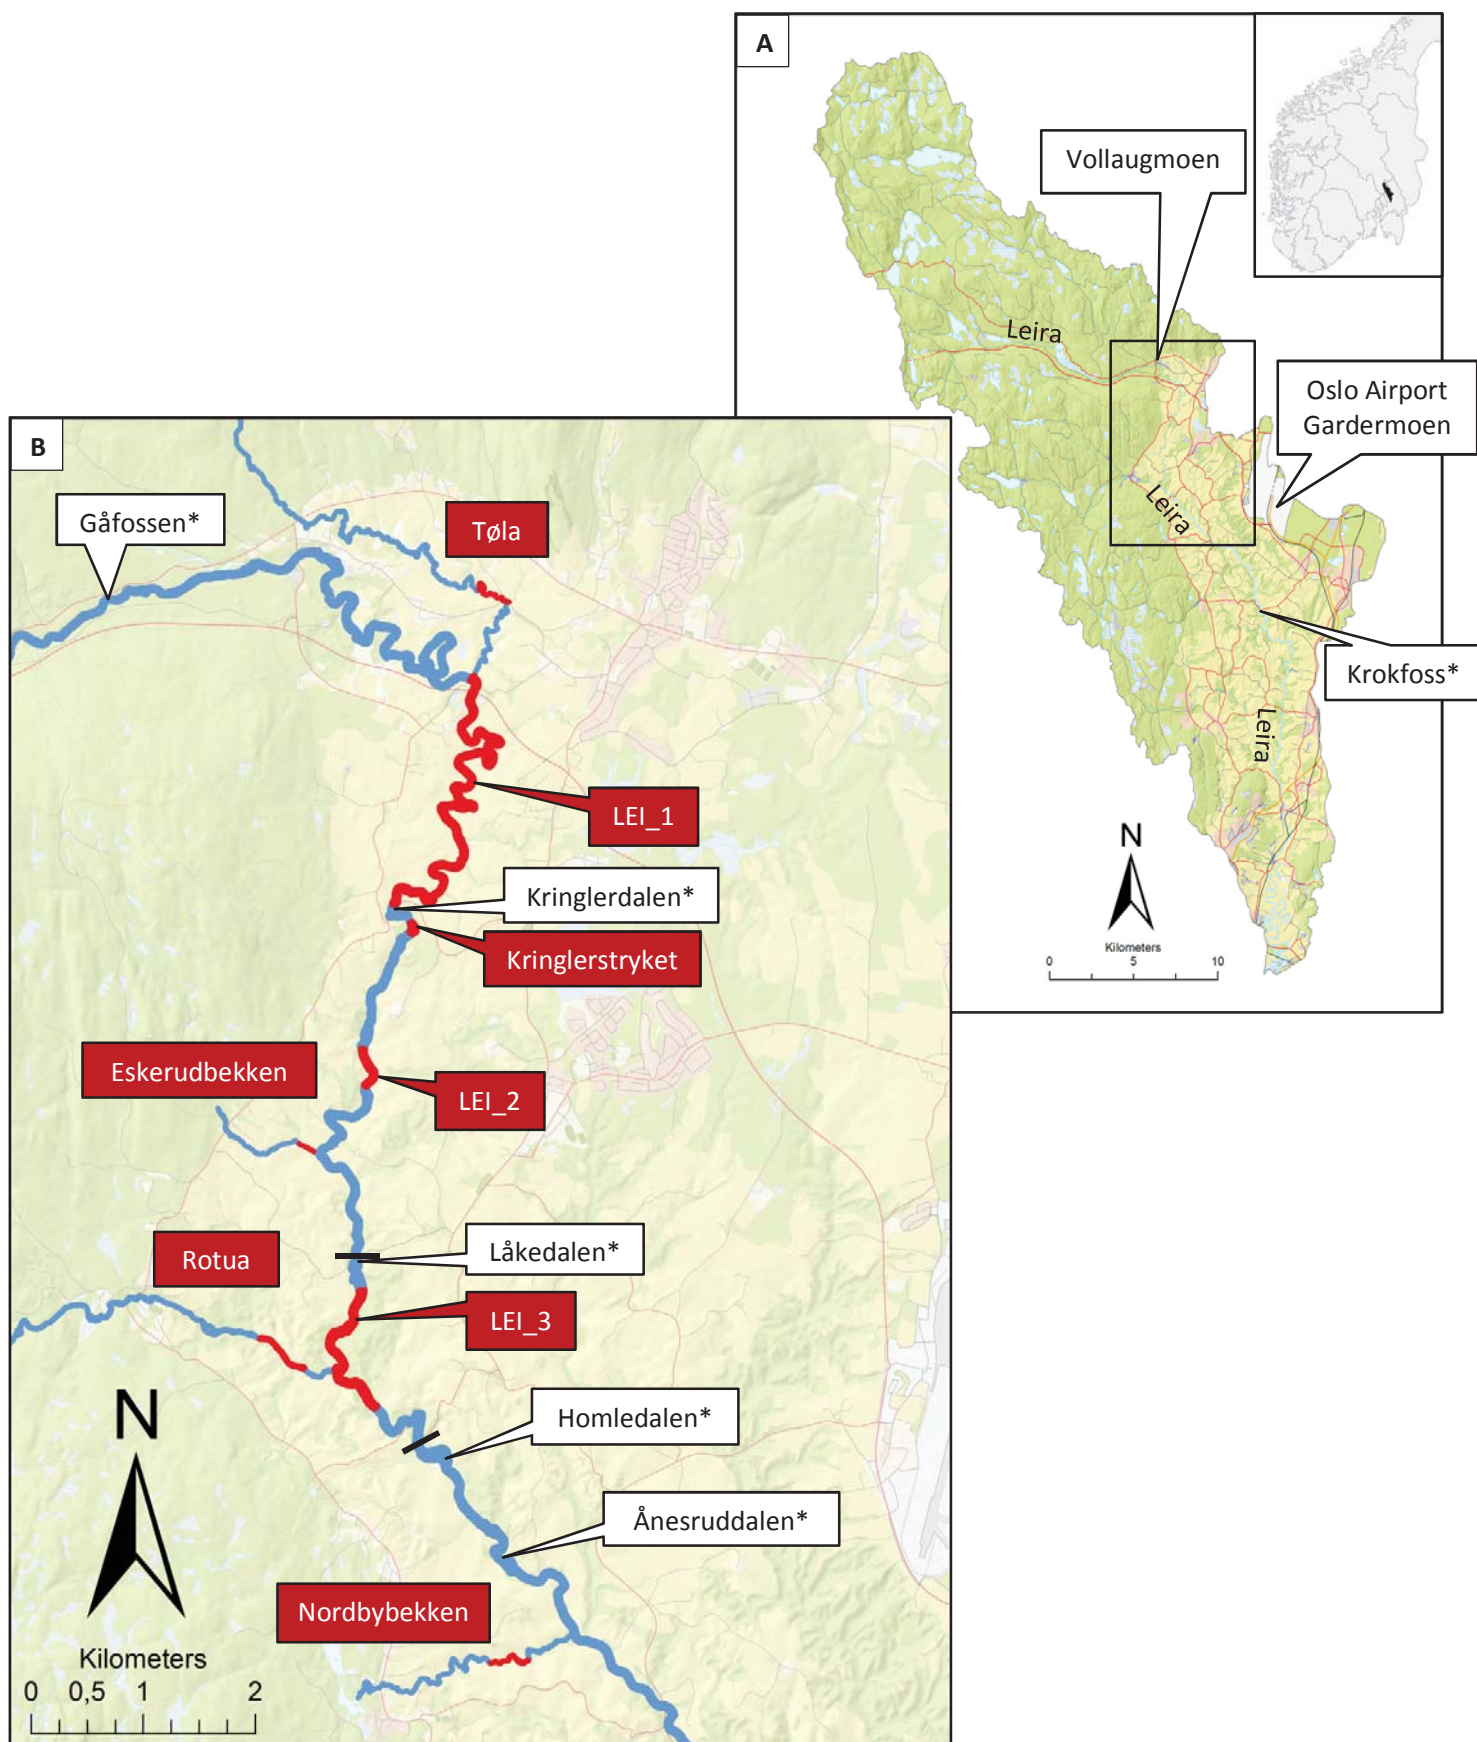 A
Vollaugmoen
Leira
Oslo Airport
Gardermoen
Leira
Krokfoss*
Leira
N
Kilometers
0 5 10
B
Gåfossen*
Tøla
LEI_1
Kringlerdalen*
Kringlerstryket
Eskerudbekken
LEI_2
Låkedalen*
Rotua
LEI_3
N
Homledalen*
Ånesruddalen*
Nordbybekken
Kilometers
0 0,5 1 2